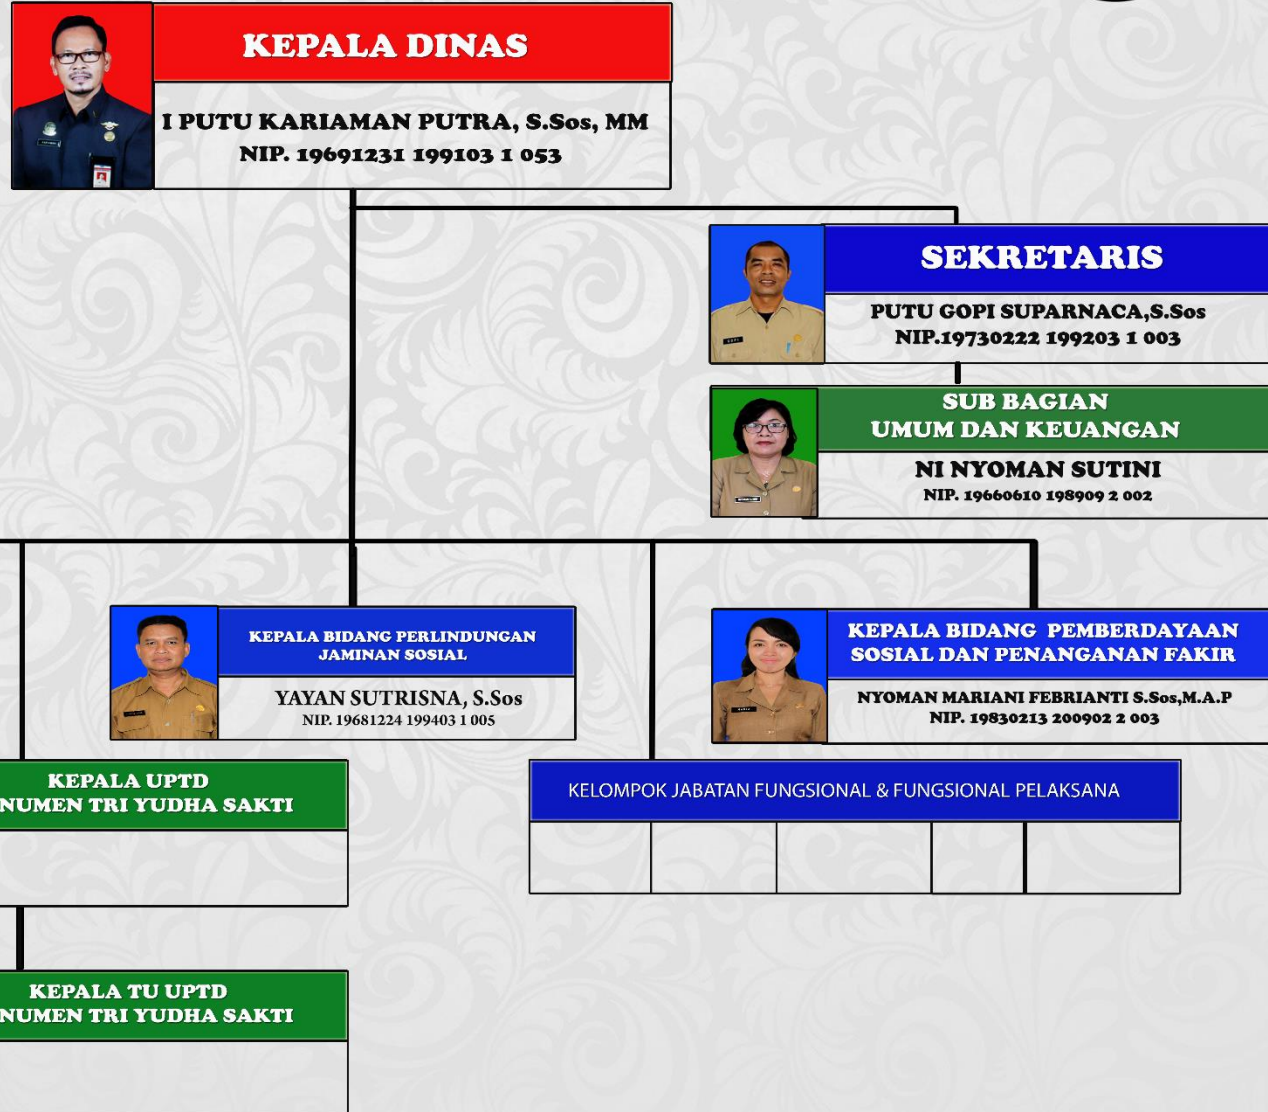 KEPALA DINAS
I PUTU KARIAMAN PUTRA, S.Sos, MM
NIP. 19691231 199103 1 053
SEKRETARIS
PUTU GOPI SUPARNACA,S.Sos
NIP.19730222 199203 1 003
SUB BAGIAN
UMUM DAN KEUANGAN
NI NYOMAN SUTINI
NIP. 19660610 198909 2 002
KEPALA BIDANG PERLINDUNGAN
JAMINAN SOSIAL
YAYAN SUTRISNA, S.Sos
NIP. 19681224 199403 1 005
KEPALA BIDANG PEMBERDAYAAN
SOSIAL DAN PENANGANAN FAKIR
NYOMAN MARIANI FEBRIANTI S.Sos,M.A.P
NIP. 19830213 200902 2 003
KEPALA UPTD
NUMEN TRI YUDHA SAKTI
KELOMPOK JABATAN FUNGSIONAL & FUNGSIONAL PELAKSANA
KEPALA TU UPTD
NUMEN TRI YUDHA SAKTI